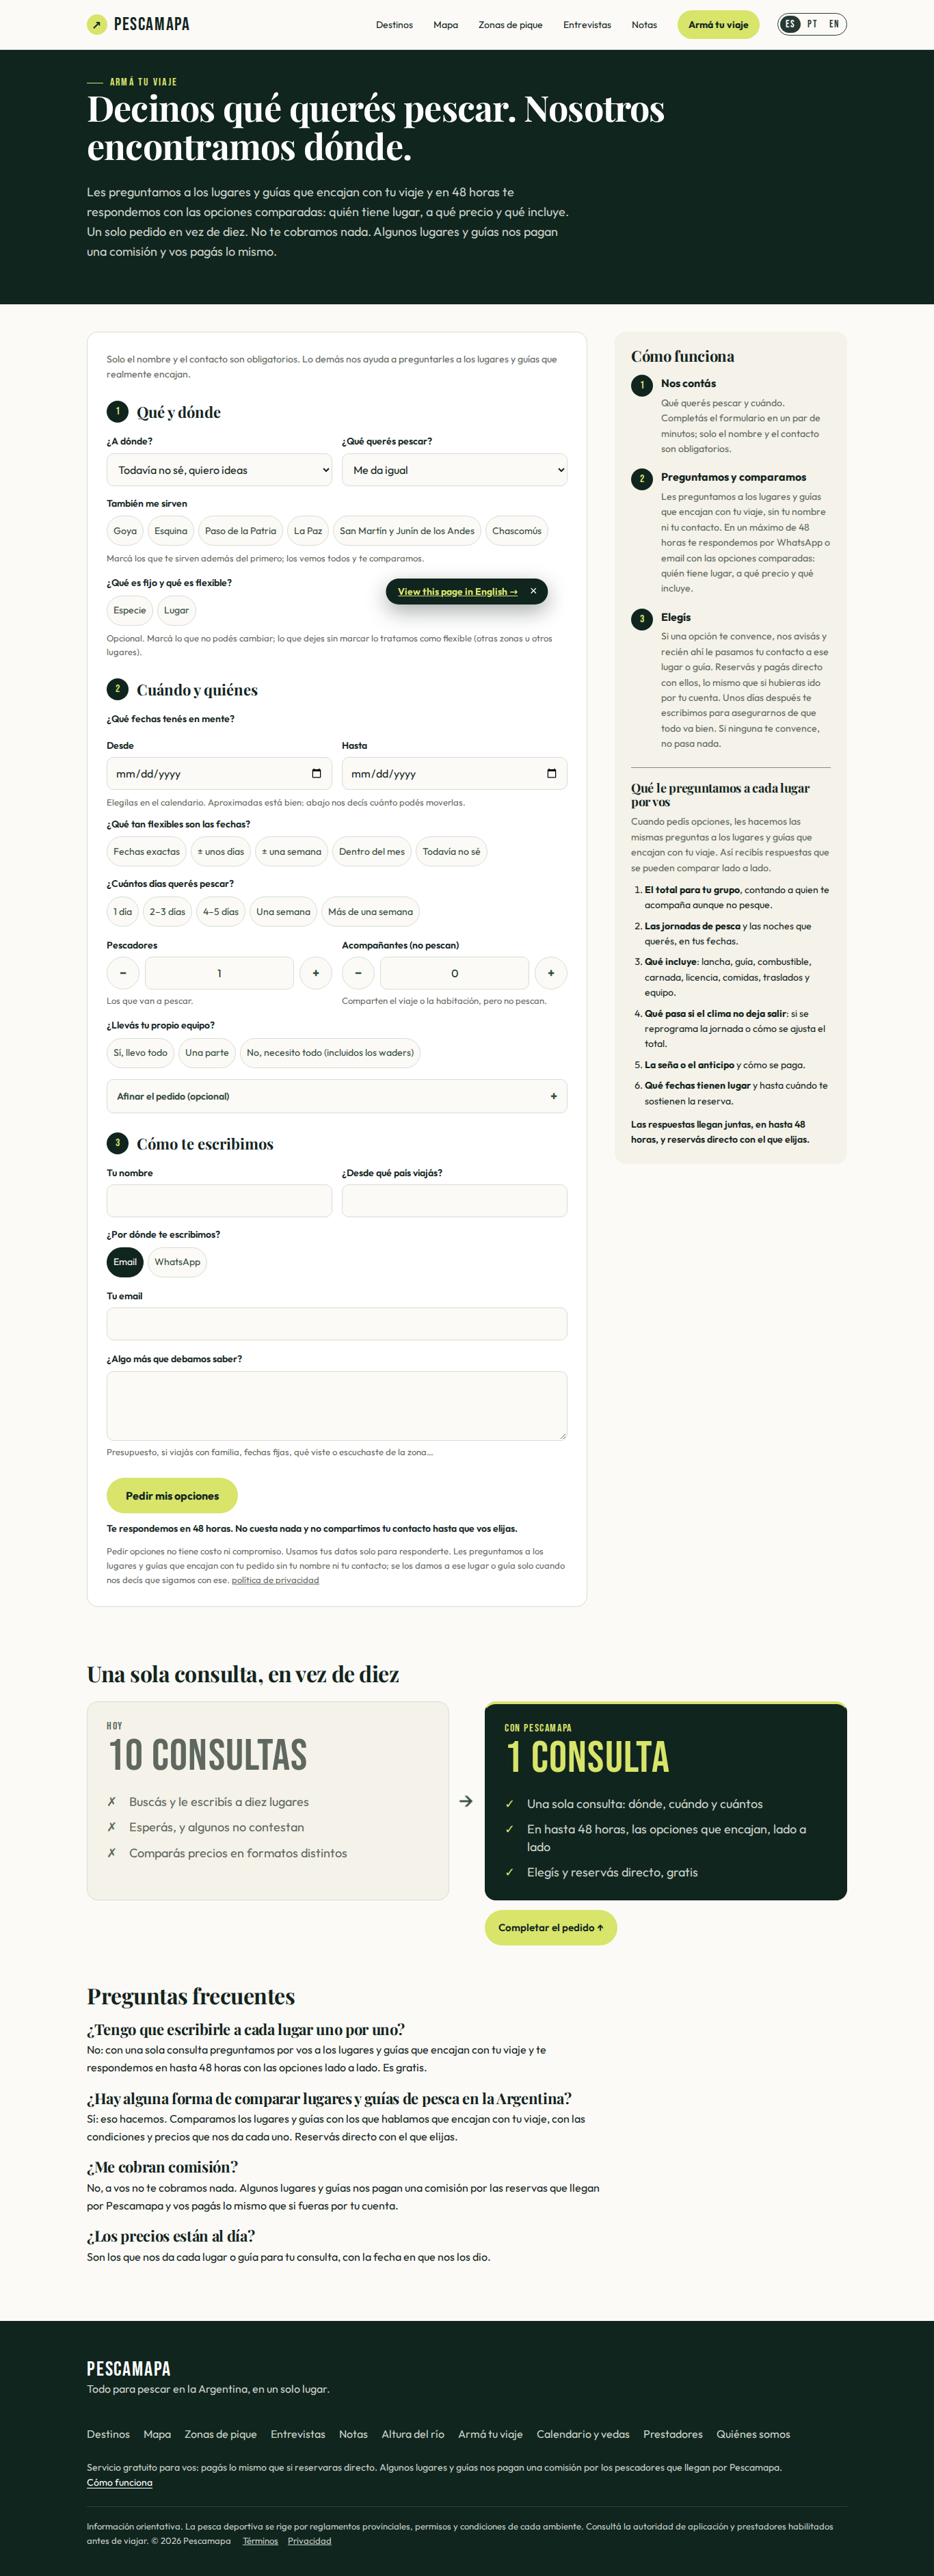 PESCAMAPA
Destinos
Mapa
Zonas de pique
Entrevistas
Notas
Armá tu viaje
ES PT EN
ARMÁ TU VIAJE
Decinos qué querés pescar. Nosotros
encontramos dónde.
Les preguntamos a los lugares y guías que encajan con tu viaje y en 48 horas te
respondemos con las opciones comparadas: quién tiene lugar, a qué precio y qué incluye.
Un solo pedido en vez de diez. No te cobramos nada. Algunos lugares y guías nos pagan
una comisión y vos pagás lo mismo.
Solo el nombre y el contacto son obligatorios. Lo demás nos ayuda a preguntarles a los lugares y guías que
realmente encajan.
1 Qué y dónde
¿A dónde?
Todavía no sé, quiero ideas
¿Qué querés pescar?
Me da igual
También me sirven
Goya
Esquina
Paso de la Patria
La Paz
San Martín y Junín de los Andes
Chascomús
Marcá los que te sirven además del primero; los vemos todos y te comparamos.
¿Qué es fijo y qué es flexible?
Especie
Lugar
View this page in English → ×
Opcional. Marcá lo que no podés cambiar; lo que dejes sin marcar lo tratamos como flexible (otras zonas u otros
lugares).
2 Cuándo y quiénes
¿Qué fechas tenés en mente?
Desde
mm/dd/yyyy
Hasta
mm/dd/yyyy
Elegilas en el calendario. Aproximadas está bien: abajo nos decís cuánto podés moverlas.
¿Qué tan flexibles son las fechas?
Fechas exactas
± unos días
± una semana
Dentro del mes
Todavía no sé
¿Cuántos días querés pescar?
1 día
2–3 días
4–5 días
Una semana
Más de una semana
Pescadores
− 1 +
Los que van a pescar.
Acompañantes (no pescan)
− 0 +
Comparten el viaje o la habitación, pero no pescan.
¿Llevás tu propio equipo?
Sí, llevo todo
Una parte
No, necesito todo (incluidos los waders)
Afinar el pedido (opcional) +
3 Cómo te escribimos
Tu nombre
¿Desde qué país viajás?
¿Por dónde te escribimos?
Email
WhatsApp
Tu email
¿Algo más que debamos saber?
Presupuesto, si viajás con familia, fechas fijas, qué viste o escuchaste de la zona…
Pedir mis opciones
Te respondemos en 48 horas. No cuesta nada y no compartimos tu contacto hasta que vos elijas.
Pedir opciones no tiene costo ni compromiso. Usamos tus datos solo para responderte. Les preguntamos a los
lugares y guías que encajan con tu pedido sin tu nombre ni tu contacto; se los damos a ese lugar o guía solo cuando
nos decís que sigamos con ese. política de privacidad
Cómo funciona
1 Nos contás
Qué querés pescar y cuándo.
Completás el formulario en un par de
minutos; solo el nombre y el contacto
son obligatorios.
2 Preguntamos y comparamos
Les preguntamos a los lugares y guías
que encajan con tu viaje, sin tu nombre
ni tu contacto. En un máximo de 48
horas te respondemos por WhatsApp o
email con las opciones comparadas:
quién tiene lugar, a qué precio y qué
incluye.
3 Elegís
Si una opción te convence, nos avisás y
recién ahí le pasamos tu contacto a ese
lugar o guía. Reservás y pagás directo
con ellos, lo mismo que si hubieras ido
por tu cuenta. Unos días después te
escribimos para asegurarnos de que
todo va bien. Si ninguna te convence,
no pasa nada.
Qué le preguntamos a cada lugar
por vos
Cuando pedís opciones, les hacemos las
mismas preguntas a los lugares y guías que
encajan con tu viaje. Así recibís respuestas que
se pueden comparar lado a lado.
1. El total para tu grupo, contando a quien te
acompaña aunque no pesque.
2. Las jornadas de pesca y las noches que
querés, en tus fechas.
3. Qué incluye: lancha, guía, combustible,
carnada, licencia, comidas, traslados y
equipo.
4. Qué pasa si el clima no deja salir: si se
reprograma la jornada o cómo se ajusta el
total.
5. La seña o el anticipo y cómo se paga.
6. Qué fechas tienen lugar y hasta cuándo te
sostienen la reserva.
Las respuestas llegan juntas, en hasta 48
horas, y reservás directo con el que elijas.
Una sola consulta, en vez de diez
HOY
10 CONSULTAS
✗ Buscás y le escribís a diez lugares
✗ Esperás, y algunos no contestan
✗ Comparás precios en formatos distintos
→
CON PESCAMAPA
1 CONSULTA
✓ Una sola consulta: dónde, cuándo y cuántos
✓ En hasta 48 horas, las opciones que encajan, lado a
lado
✓ Elegís y reservás directo, gratis
Completar el pedido ↑
Preguntas frecuentes
¿Tengo que escribirle a cada lugar uno por uno?
No: con una sola consulta preguntamos por vos a los lugares y guías que encajan con tu viaje y te
respondemos en hasta 48 horas con las opciones lado a lado. Es gratis.
¿Hay alguna forma de comparar lugares y guías de pesca en la Argentina?
Sí: eso hacemos. Comparamos los lugares y guías con los que hablamos que encajan con tu viaje, con las
condiciones y precios que nos da cada uno. Reservás directo con el que elijas.
¿Me cobran comisión?
No, a vos no te cobramos nada. Algunos lugares y guías nos pagan una comisión por las reservas que llegan
por Pescamapa y vos pagás lo mismo que si fueras por tu cuenta.
¿Los precios están al día?
Son los que nos da cada lugar o guía para tu consulta, con la fecha en que nos los dio.
PESCAMAPA
Todo para pescar en la Argentina, en un solo lugar.
Destinos
Mapa
Zonas de pique
Entrevistas
Notas
Altura del río
Armá tu viaje
Calendario y vedas
Prestadores
Quiénes somos
Servicio gratuito para vos: pagás lo mismo que si reservaras directo. Algunos lugares y guías nos pagan una comisión por los pescadores que llegan por Pescamapa.
Cómo funciona
Información orientativa. La pesca deportiva se rige por reglamentos provinciales, permisos y condiciones de cada ambiente. Consultá la autoridad de aplicación y prestadores habilitados
antes de viajar. © 2026 Pescamapa Términos Privacidad